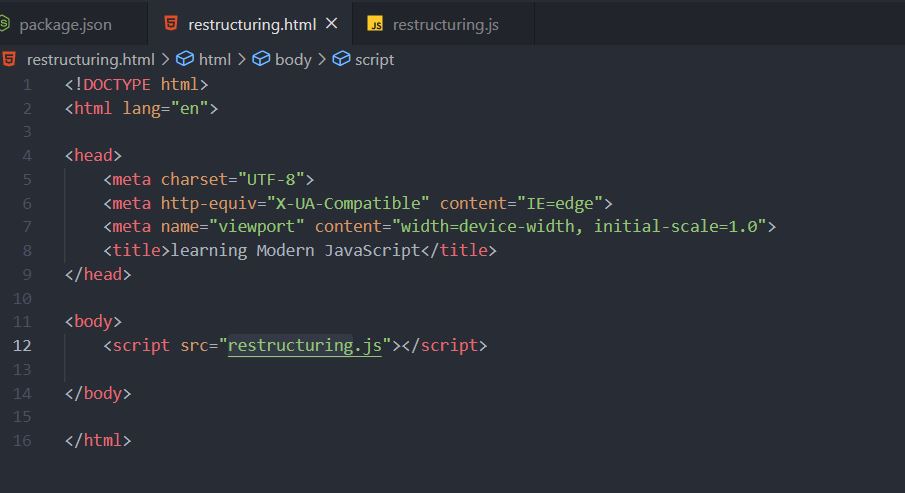 package.json restructuring.html restructuring.js
restructuring.html > html > body > script
1 <!DOCTYPE html>
2 <html lang="en">
3
4 <head>
5     <meta charset="UTF-8">
6     <meta http-equiv="X-UA-Compatible" content="IE=edge">
7     <meta name="viewport" content="width=device-width, initial-scale=1.0">
8     <title>learning Modern JavaScript</title>
9 </head>
10
11 <body>
12     <script src="restructuring.js"></script>
13
14 </body>
15
16 </html>